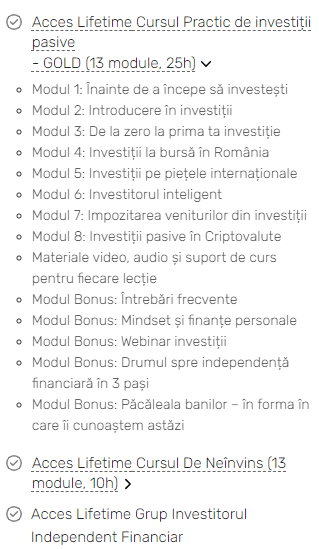 Acces Lifetime Cursul Practic de investiții
pasive
- GOLD (13 module, 25h)
Modul 1: Înainte de a începe să investești
Modul 2: Introducere în investiții
Modul 3: De la zero la prima ta investiție
Modul 4: Investiții la bursă în România
Modul 5: Investiții pe piețele internaționale
Modul 6: Investitorul inteligent
Modul 7: Impozitarea veniturilor din investiții
Modul 8: Investiții pasive în Criptovalute
Materiale video, audio și suport de curs
pentru fiecare lecție
Modul Bonus: Întrebări frecvente
Modul Bonus: Mindset și finanțe personale
Modul Bonus: Webinar investiții
Modul Bonus: Drumul spre independență
financiară în 3 pași
Modul Bonus: Păcăleala banilor – în forma în
care îi cunoaștem astăzi
Acces Lifetime Cursul De Neînvins (13
module, 10h)
Acces Lifetime Grup Investitorul
Independent Financiar